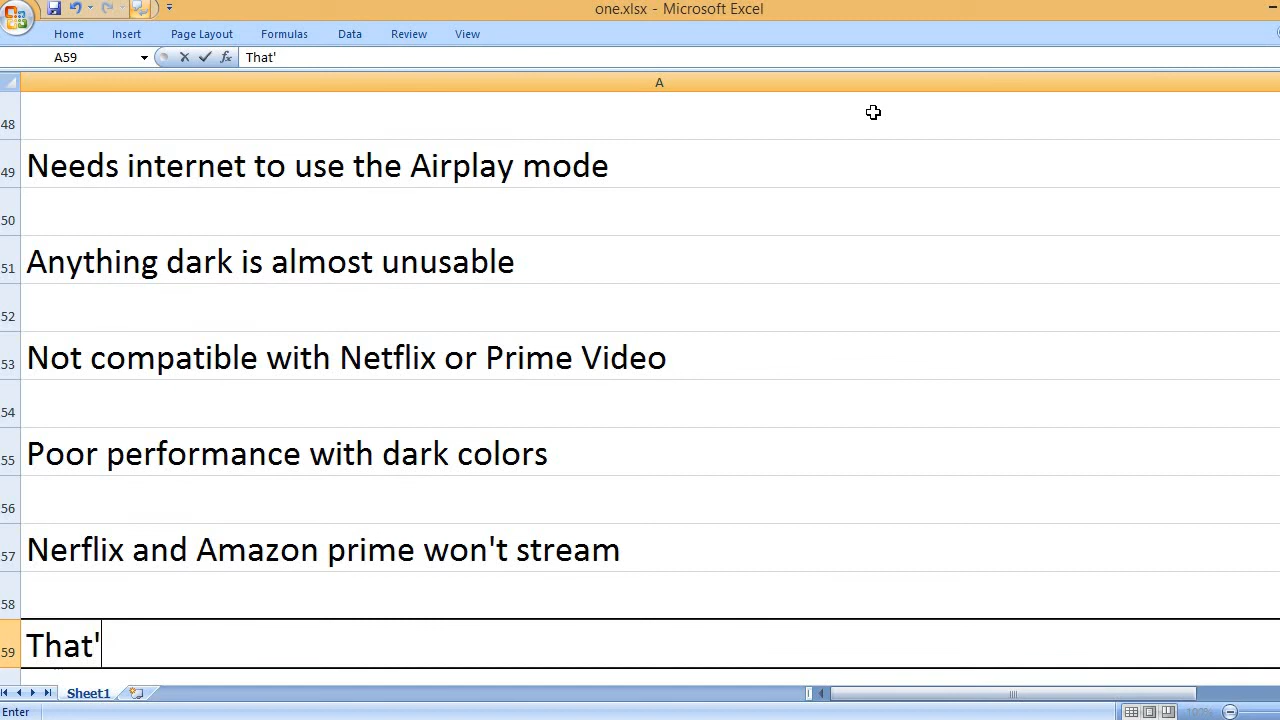 one.xlsx - Microsoft Excel
Home Insert Page Layout Formulas Data Review View
A59 fx That'
A
48
49 Needs internet to use the Airplay mode
50
51 Anything dark is almost unusable
52
53 Not compatible with Netflix or Prime Video
54
55 Poor performance with dark colors
56
57 Nerflix and Amazon prime won't stream
58
59 That'
Sheet1
Enter 100%